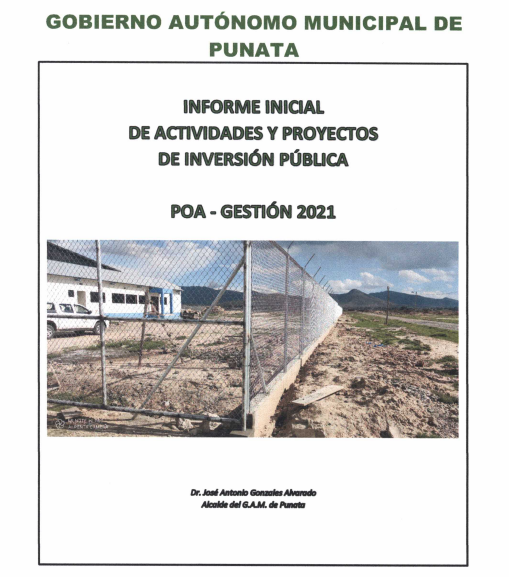 GOBIERNO AUTÓNOMO MUNICIPAL DE
PUNATA
INFORME INICIAL
DE ACTIVIDADES Y PROYECTOS
DE INVERSIÓN PÚBLICA
POA - GESTIÓN 2021
Dr. José Antonio Gonzales Alvarado
Alcalde del G.A.M. de Punata